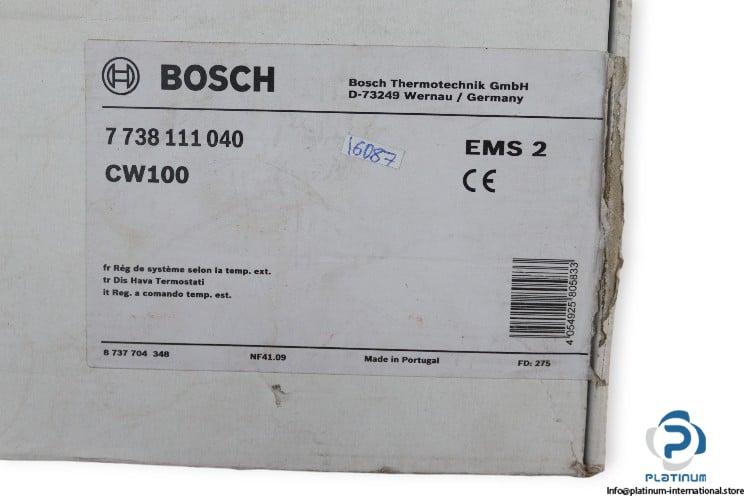 BOSCH
Bosch Thermotechnik GmbH
D-73249 Wernau / Germany
7 738 111 040
16087
EMS 2
CW100
CE
fr Rég de système selon la temp. ext.
tr Dis Hava Termostati
it Reg. a comando temp. est.
4 054925 805833
8 737 704 348
NF41.09
Made in Portugal
FD: 275
PLATINUM
Info@platinum-international.store